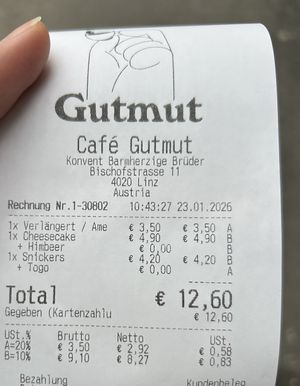 Gutmut
Café Gutmut
Konvent Barmherzige Brüder
Bischofstrasse 11
4020 Linz
Austria
Rechnung Nr.1-30802 10:43:27 23.01.2026
1x Verlängert / Ame € 3,50 € 3,50 B
1x Cheesecake € 4,90 € 4,90 B
+ Himbeer € 0,00 B
1x Snickers € 4,20 € 4,20 B
+ Togo € 0,00 A
Total € 12,60
Gegeben (Kartenzahlu € 12,60
USt.% Brutto Netto USt.
A=20% € 3,50 € 2,92 € 0,58
B=10% € 9,10 € 8,27 € 0,83
Bezahlung Kundenbeleg